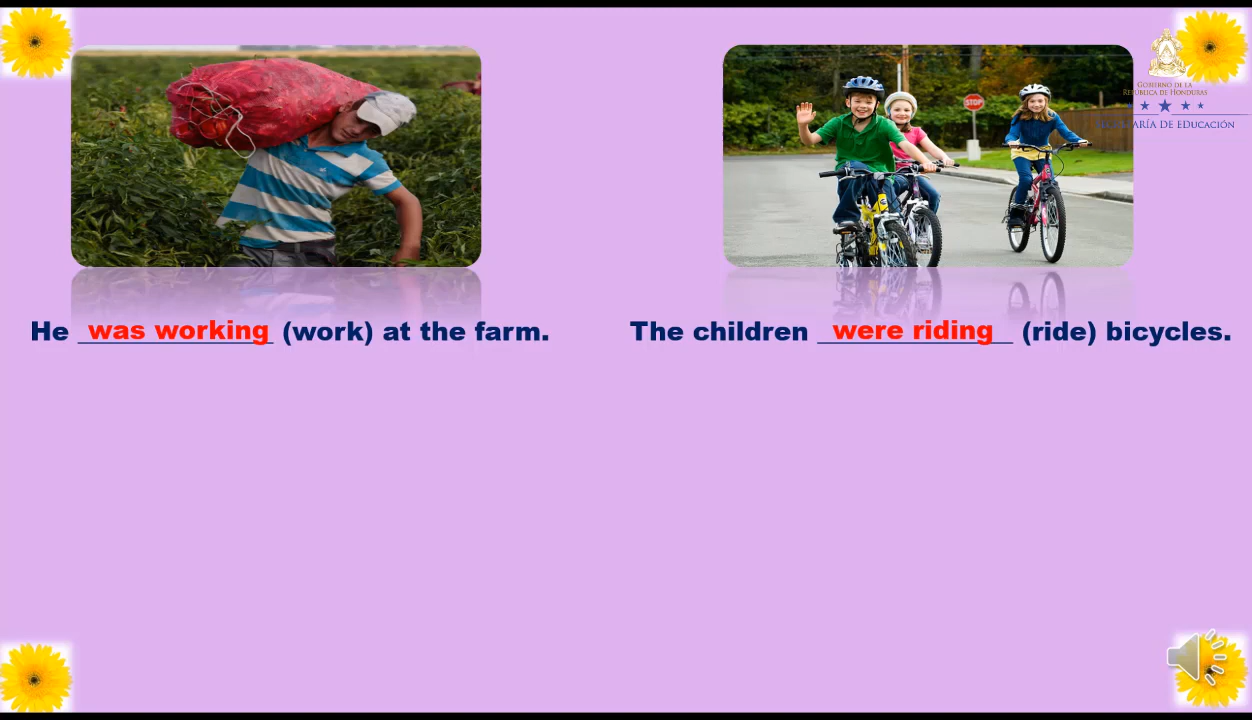 STOP
GOBIERNO DE LA
REPÚBLICA DE HONDURAS
SECRETARÍA DE EDUCACIÓN
He was working (work) at the farm.
The children were riding (ride) bicycles.